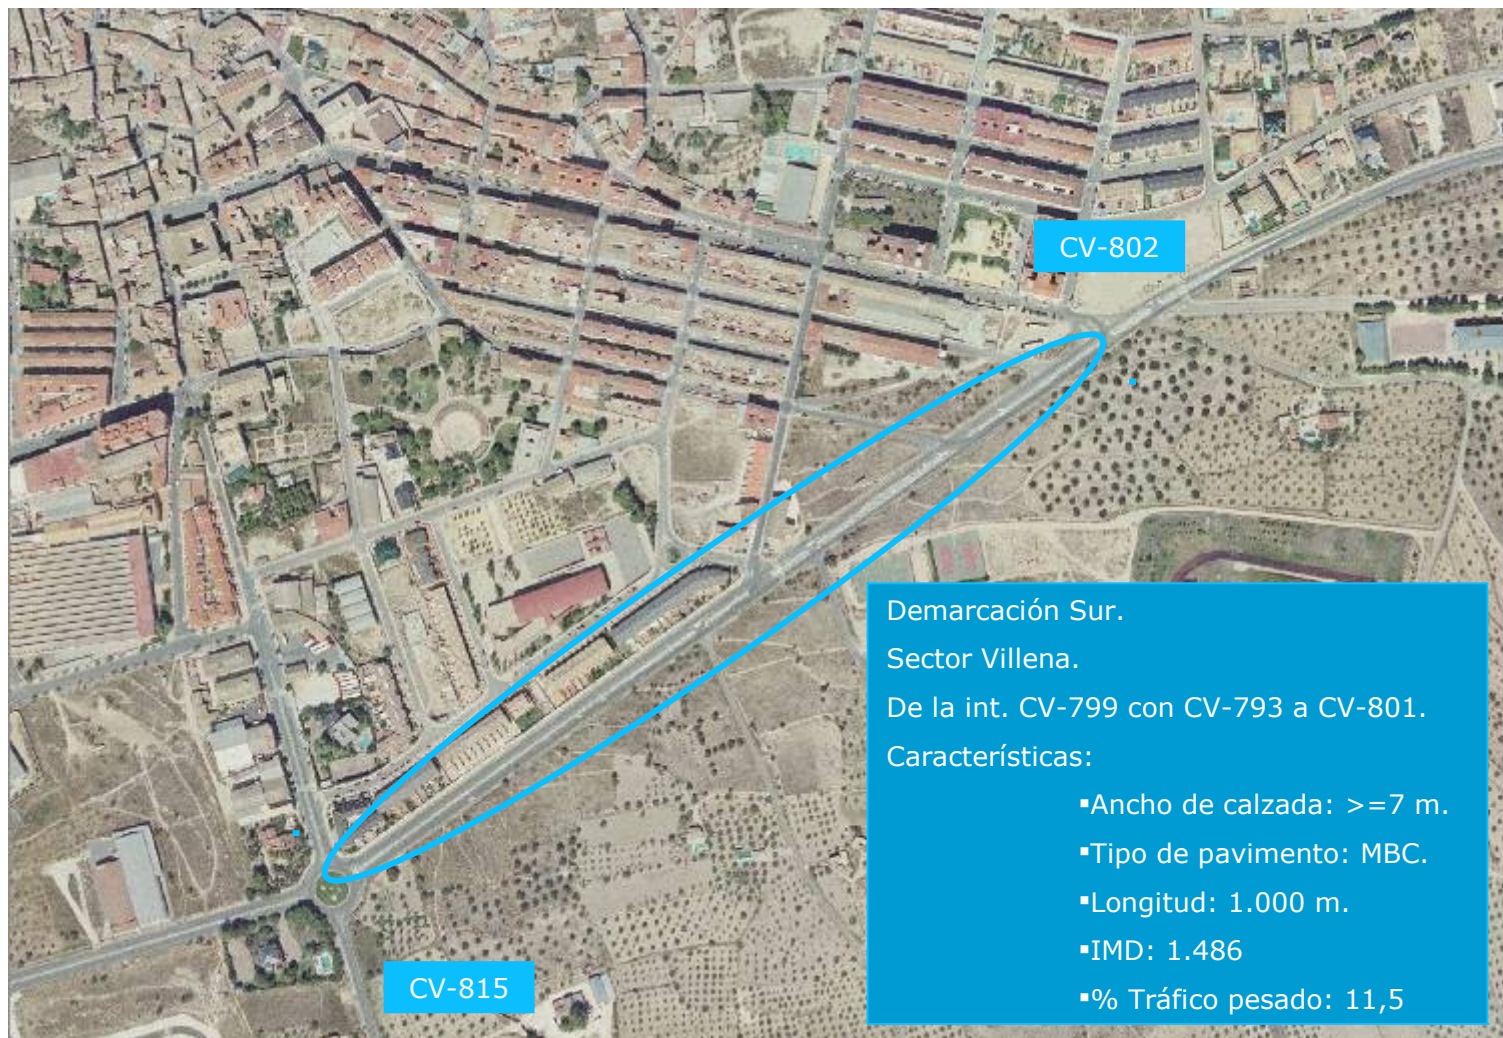 CV-802
Demarcación Sur.
Sector Villena.
De la int. CV-799 con CV-793 a CV-801.
Características:
▪Ancho de calzada: >=7 m.
▪Tipo de pavimento: MBC.
▪Longitud: 1.000 m.
▪IMD: 1.486
▪% Tráfico pesado: 11,5
CV-815